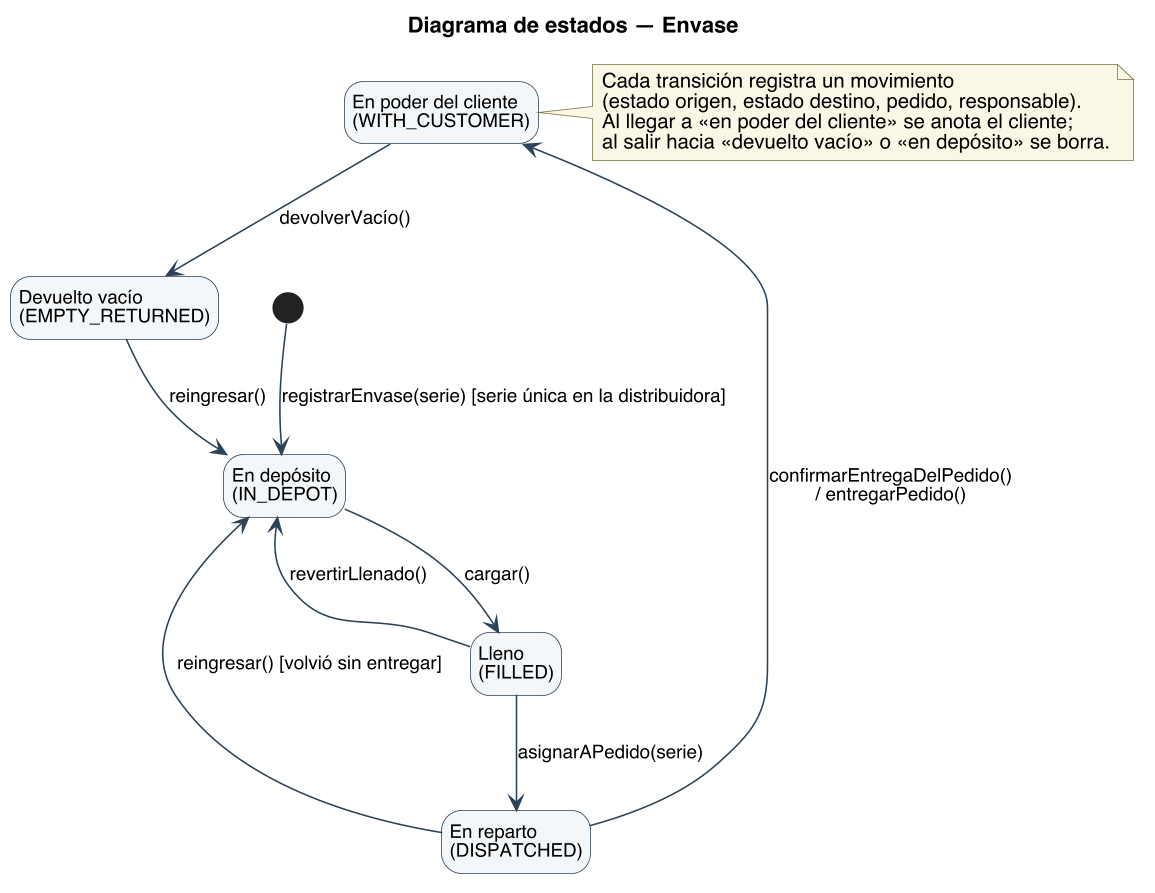 Diagrama de estados — Envase
En poder del cliente
(WITH_CUSTOMER)
Cada transición registra un movimiento
(estado origen, estado destino, pedido, responsable).
Al llegar a «en poder del cliente» se anota el cliente;
al salir hacia «devuelto vacío» o «en depósito» se borra.
devolverVacío()
Devuelto vacío
(EMPTY_RETURNED)
reingresar()
registrarEnvase(serie) [serie única en la distribuidora]
En depósito
(IN_DEPOT)
confirmarEntregaDelPedido()
/ entregarPedido()
revertirLlenado()
cargar()
Lleno
(FILLED)
reingresar() [volvió sin entregar]
asignarAPedido(serie)
En reparto
(DISPATCHED)